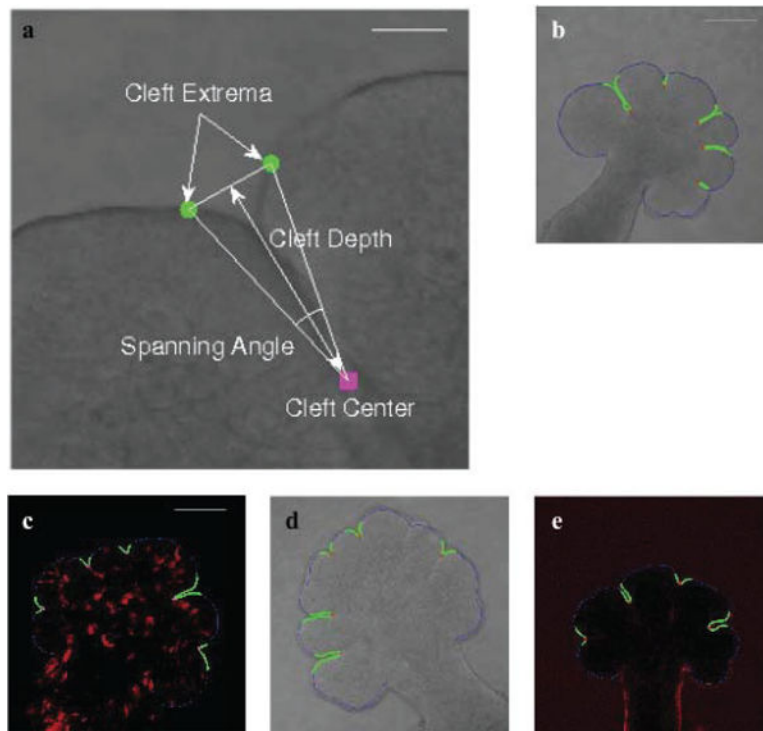 a
Cleft Extrema
Cleft Depth
Spanning Angle
Cleft Center
b
c
d
e